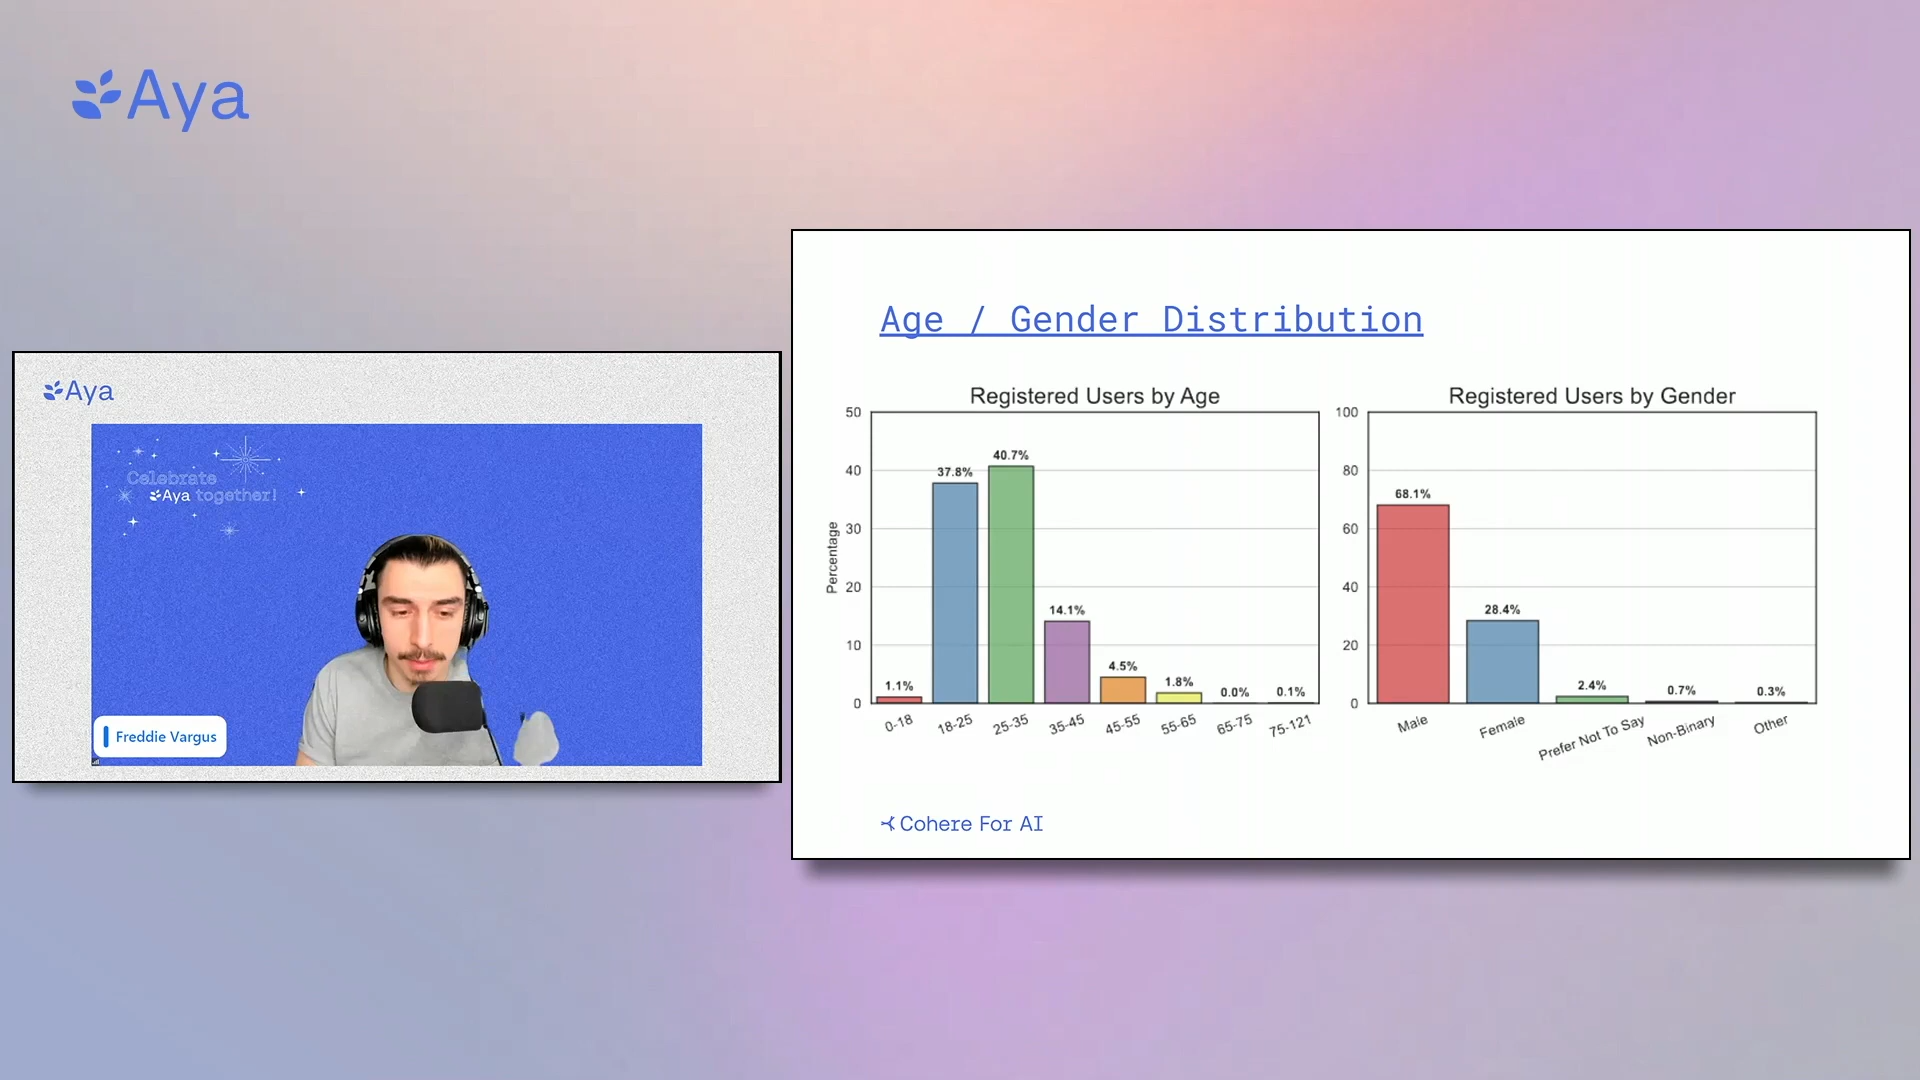 Aya
Aya
Celebrate
Aya together!
Freddie Vargus
Age / Gender Distribution
Registered Users by Age
50
40
30
20
10
0
Percentage
1.1%
37.8%
40.7%
14.1%
4.5%
1.8%
0.0%
0.1%
0-18
18-25
25-35
35-45
45-55
55-65
65-75
75-121
Registered Users by Gender
100
80
60
40
20
0
68.1%
28.4%
2.4%
0.7%
0.3%
Male
Female
Prefer Not To Say
Non-Binary
Other
Cohere For AI